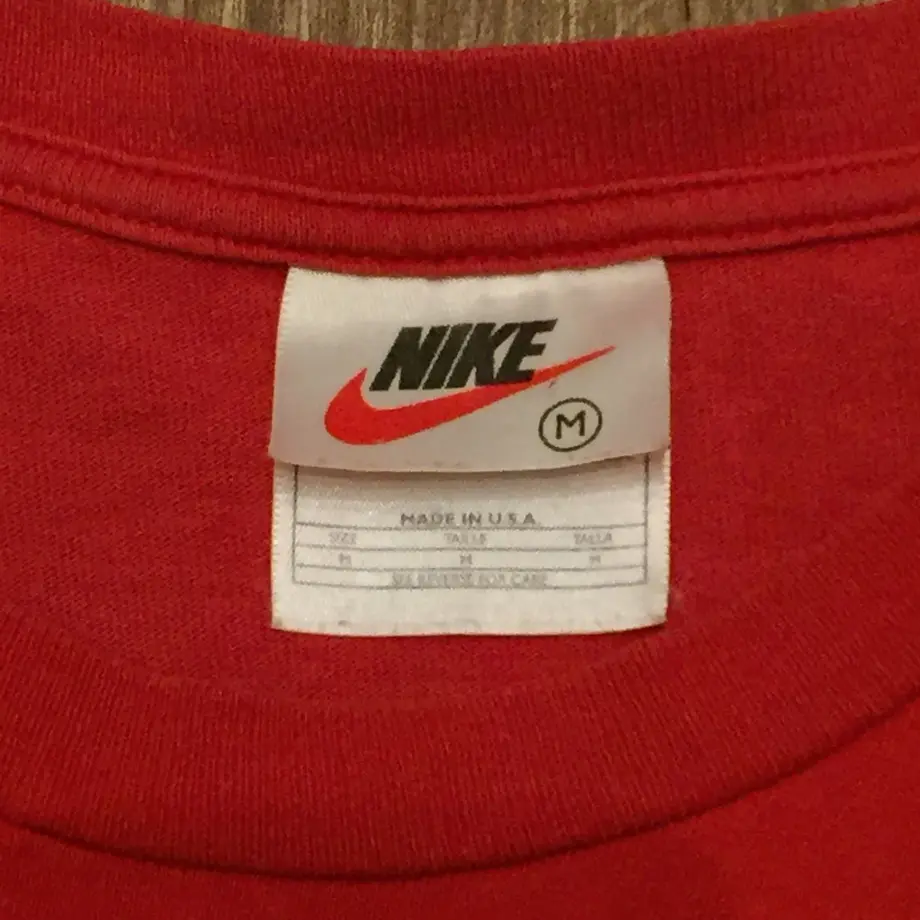 NIKE
M
MADE IN U.S.A.
SIZE TAILLE TALLA
M M M
SEE REVERSE FOR CARE